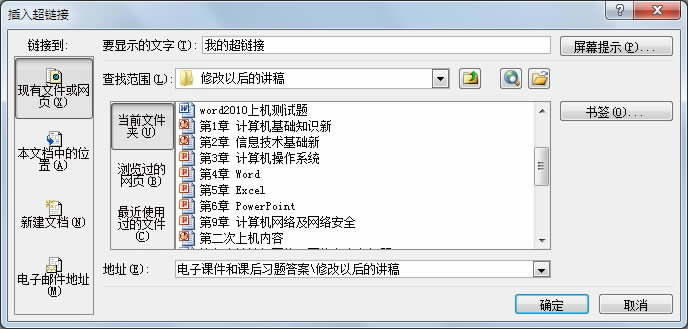 插入超链接
链接到:
要显示的文字(T): 我的超链接
屏幕提示(P)...
现有文件或网
页(X)
查找范围(L): 修改以后的讲稿
书签(O)...
本文档中的位
置(A)
新建文档(N)
电子邮件地址
(M)
当前文件
夹(U)
浏览过的
网页(B)
最近使用
过的文件
(C)
word2010上机测试题
第1章 计算机基础知识新
第2章 信息技术基础新
第3章 计算机操作系统
第4章 Word
第5章 Excel
第6章 PowerPoint
第9章 计算机网络及网络安全
第二次上机内容
地址(E): 电子课件和课后习题答案\修改以后的讲稿
确定
取消